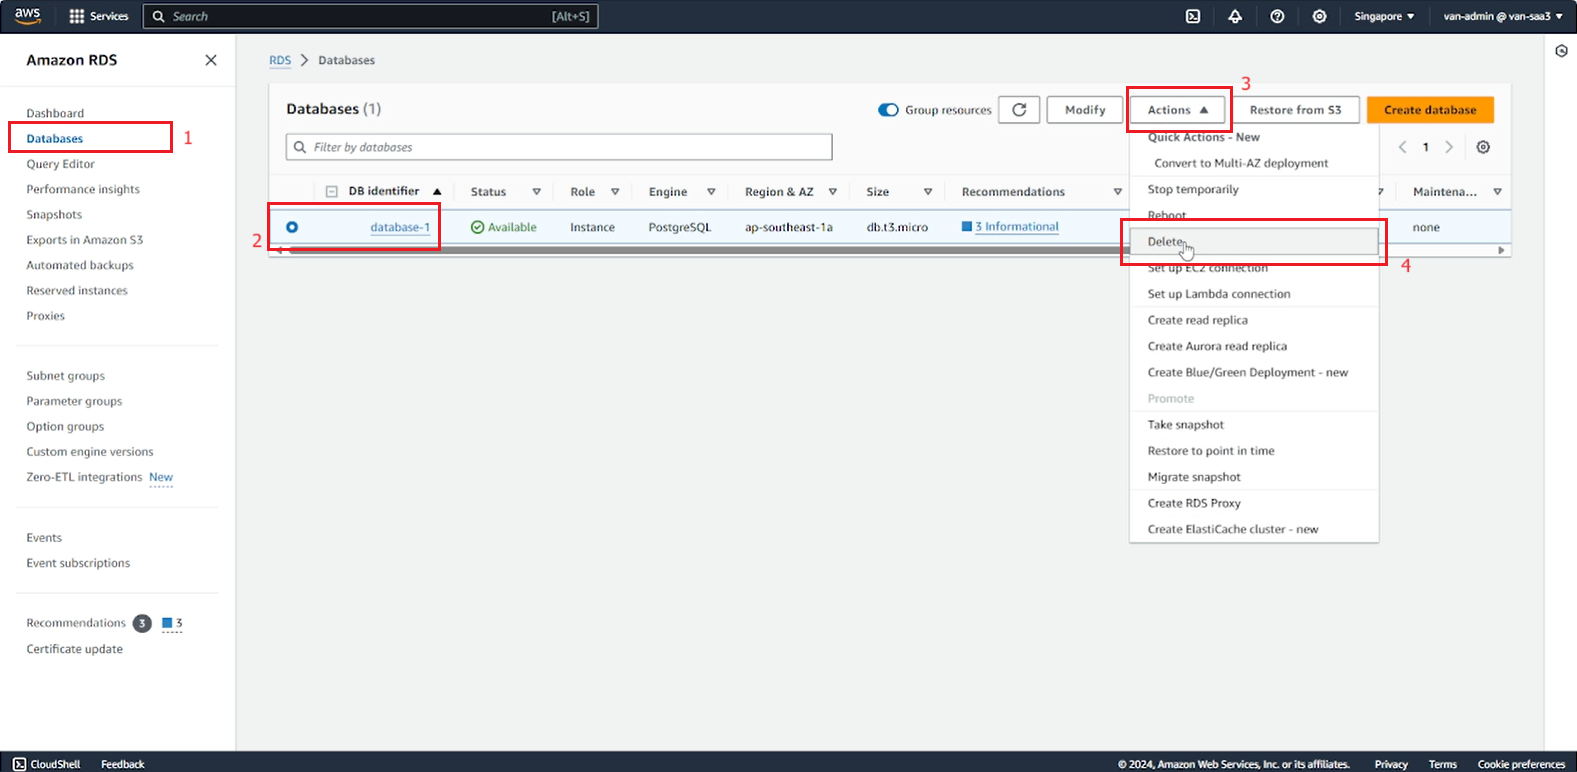 aws Services Search [Alt+S] Singapore van-admin @ van-saa3
Amazon RDS
Dashboard
Databases 1
Query Editor
Performance insights
Snapshots
Exports in Amazon S3
Automated backups
Reserved instances
Proxies
Subnet groups
Parameter groups
Option groups
Custom engine versions
Zero-ETL integrations New
Events
Event subscriptions
Recommendations 3 3
Certificate update
RDS > Databases
3
Databases (1) Group resources Modify Actions Restore from S3 Create database
Filter by databases 1
DB identifier Status Role Engine Region & AZ Size Recommendations Maintena...
2 database-1 Available Instance PostgreSQL ap-southeast-1a db.t3.micro 3 Informational none
Quick Actions - New
Convert to Multi-AZ deployment
Stop temporarily
Reboot
Delete
4
Set up EC2 connection
Set up Lambda connection
Create read replica
Create Aurora read replica
Create Blue/Green Deployment - new
Promote
Take snapshot
Restore to point in time
Migrate snapshot
Create RDS Proxy
Create ElastiCache cluster - new
CloudShell Feedback © 2024, Amazon Web Services, Inc. or its affiliates. Privacy Terms Cookie preferences